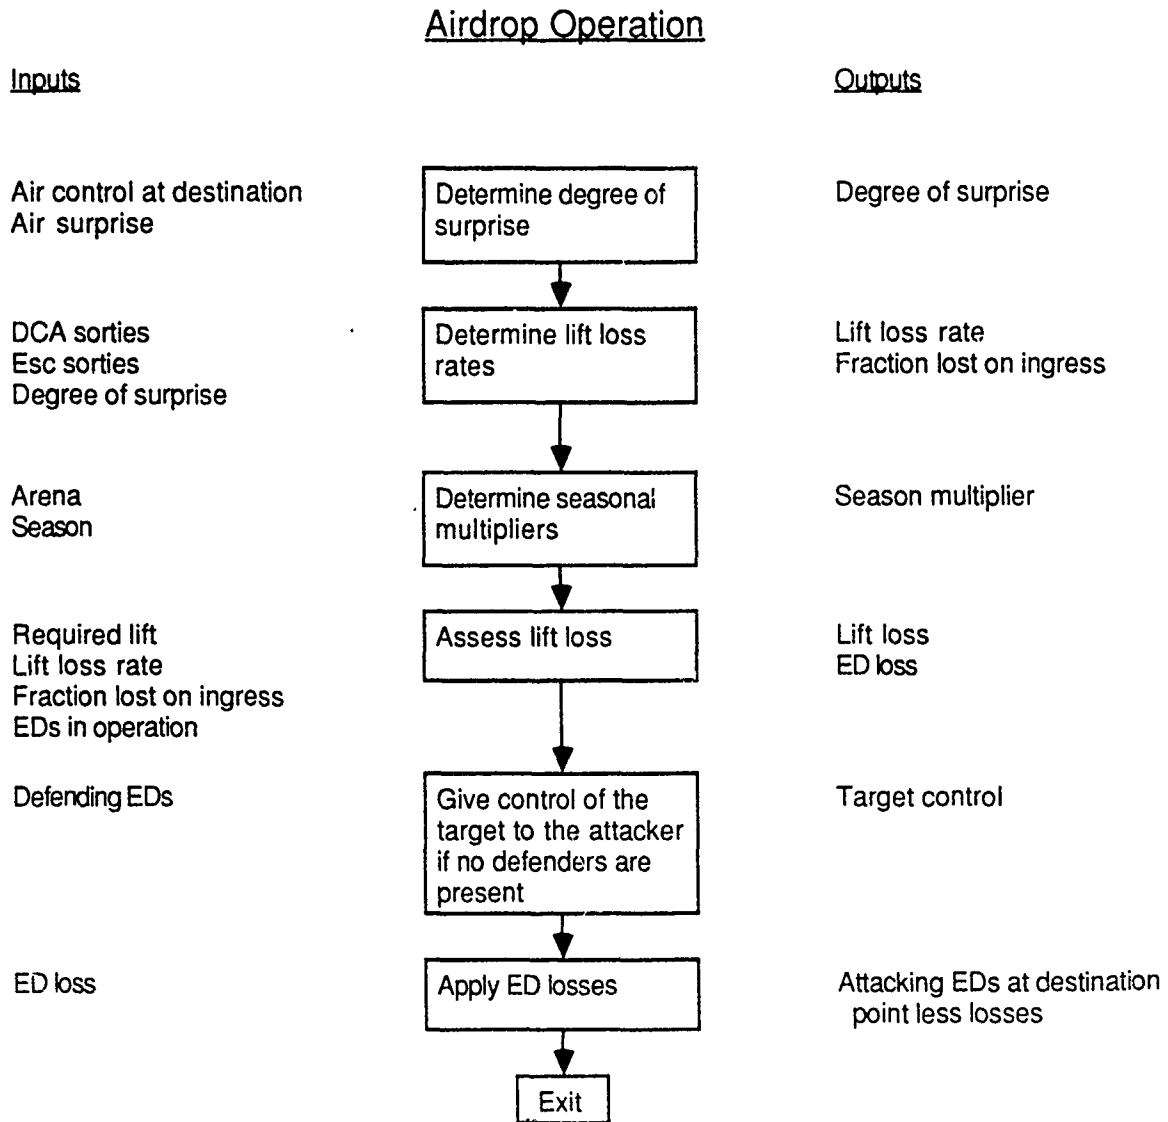 Airdrop Operation
Inputs
Outputs
Air control at destination
Air surprise
Determine degree of
surprise
Degree of surprise
DCA sorties
Esc sorties
Degree of surprise
Determine lift loss
rates
Lift loss rate
Fraction lost on ingress
Arena
Season
Determine seasonal
multipliers
Season multiplier
Required lift
Lift loss rate
Fraction lost on ingress
EDs in operation
Assess lift loss
Lift loss
ED loss
Defending EDs
Give control of the
target to the attacker
if no defenders are
present
Target control
ED loss
Apply ED losses
Attacking EDs at destination
point less losses
Exit